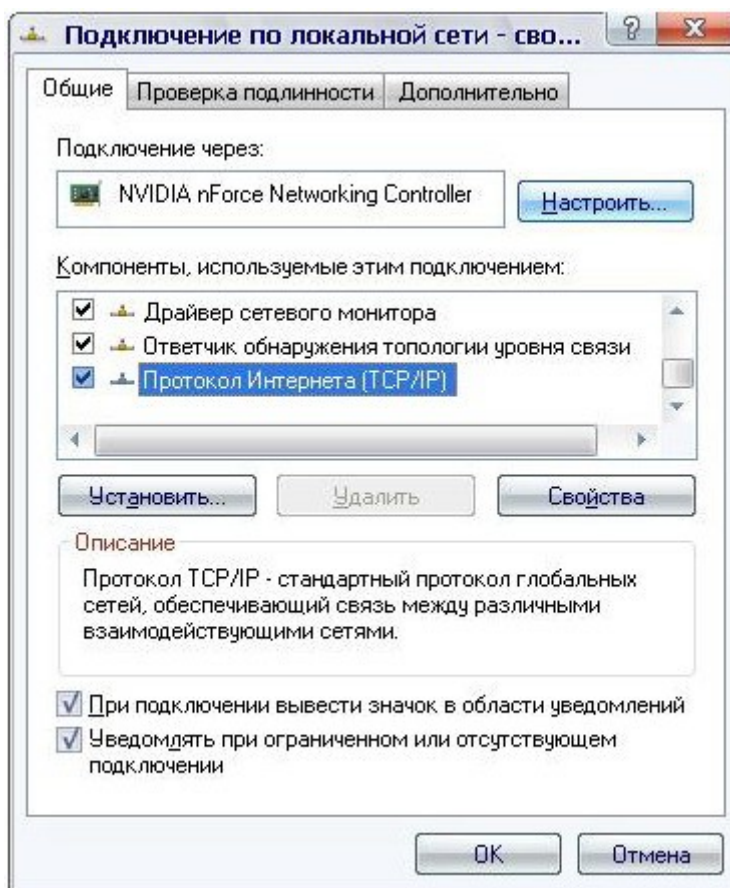 Подключение по локальной сети - сво...
Общие
Проверка подлинности
Дополнительно
Подключение через:
NVIDIA nForce Networking Controller
Настроить...
Компоненты, используемые этим подключением:
Драйвер сетевого монитора
Ответчик обнаружения топологии уровня связи
Протокол Интернета (TCP/IP)
Установить...
Удалить
Свойства
Описание
Протокол TCP/IP - стандартный протокол глобальных
сетей, обеспечивающий связь между различными
взаимодействующими сетями.
При подключении вывести значок в области уведомлений
Уведомлять при ограниченном или отсутствующем
подключении
OK
Отмена